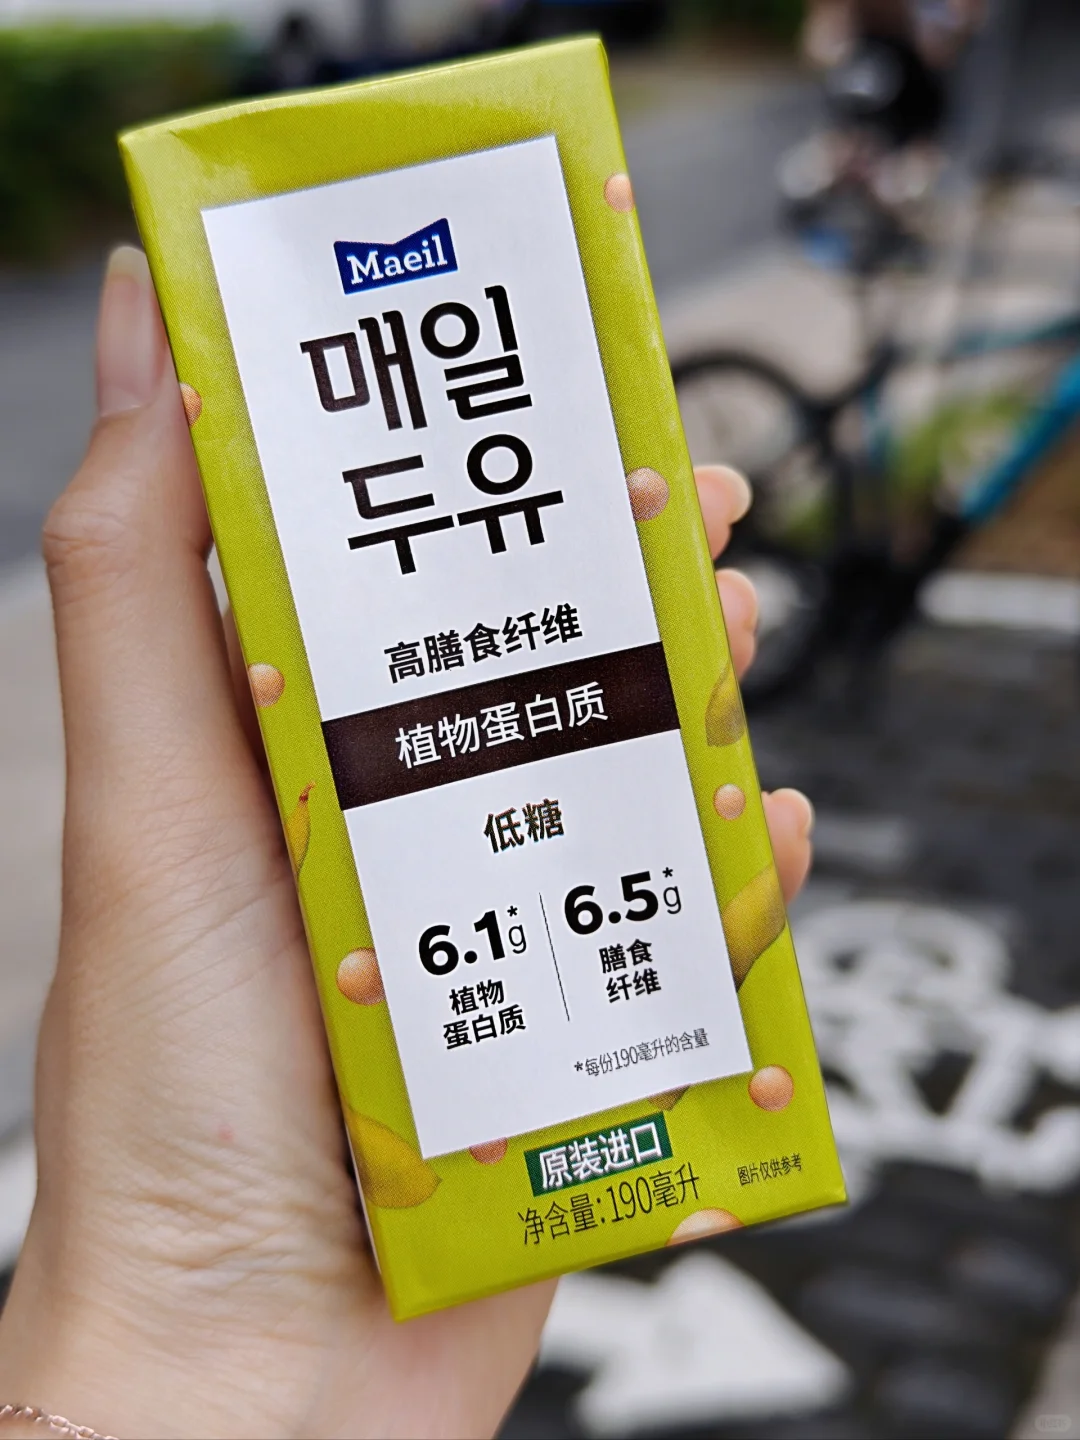 Maeil
매일
두유
高膳食纤维
植物蛋白质
低糖
6.1g*
植物
蛋白质
6.5g*
膳食
纤维
*每份190毫升的含量
原装进口
净含量:190毫升
图片仅供参考